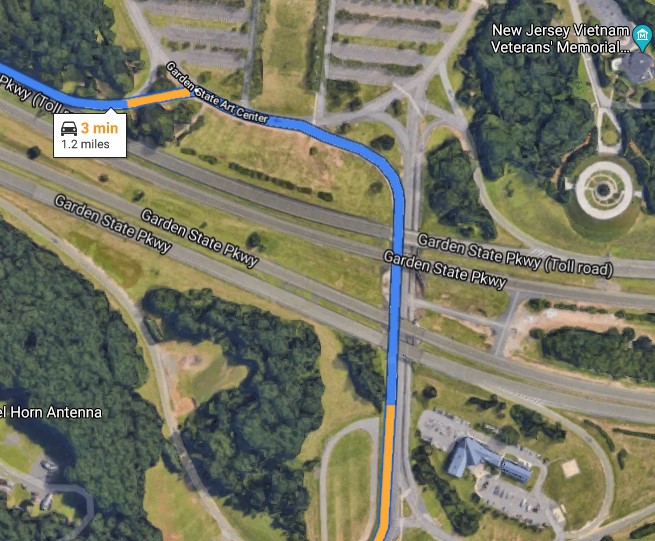 New Jersey Vietnam
Veterans' Memorial...
Garden State Art Center
Pkwy (Toll
3 min
1.2 miles
Garden State Pkwy
Garden State Pkwy
Garden State Pkwy (Toll road)
Garden State Pkwy
el Horn Antenna